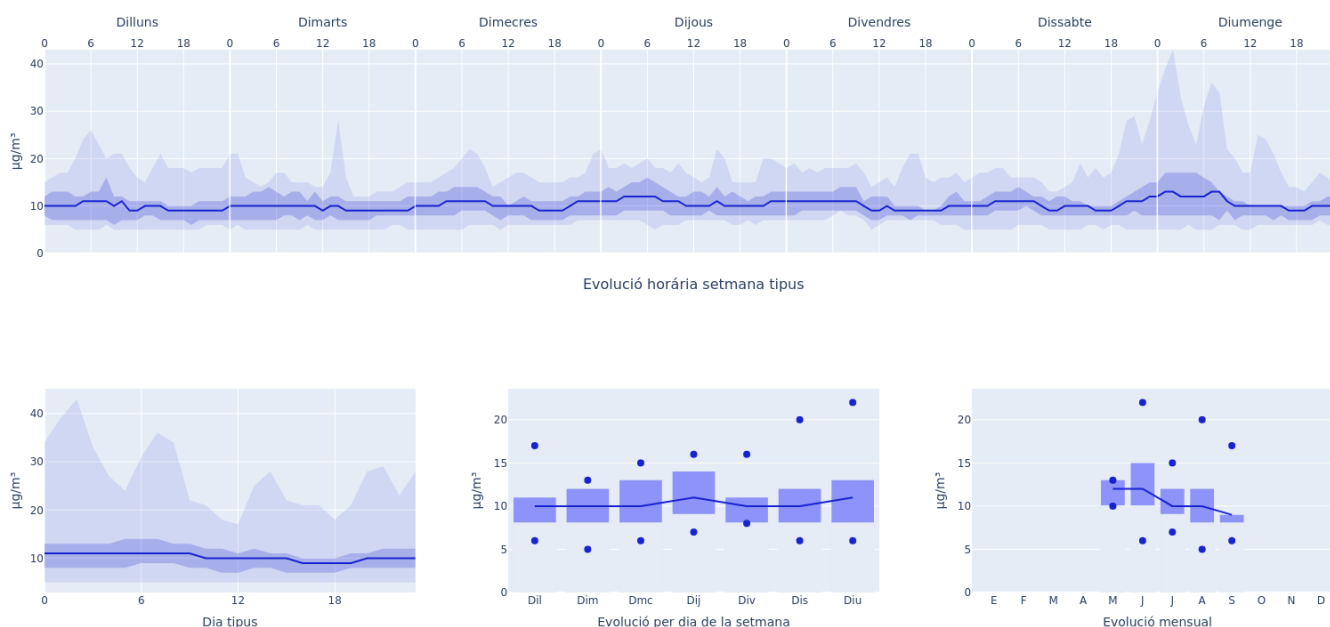 Dilluns Dimarts Dimecres Dijous Divendres Dissabte Diumenge
0 6 12 18 0 6 12 18 0 6 12 18 0 6 12 18 0 6 12 18 0 6 12 18 0 6 12 18
40
30
20
10
0
µg/m³
Evolució horária setmana tipus
40
30
20
10
µg/m³
0 6 12 18
Dia tipus
20
15
10
5
0
µg/m³
Dil Dim Dmc Dij Div Dis Diu
Evolució per dia de la setmana
20
15
10
5
0
µg/m³
E F M A M J J A S O N D
Evolució mensual